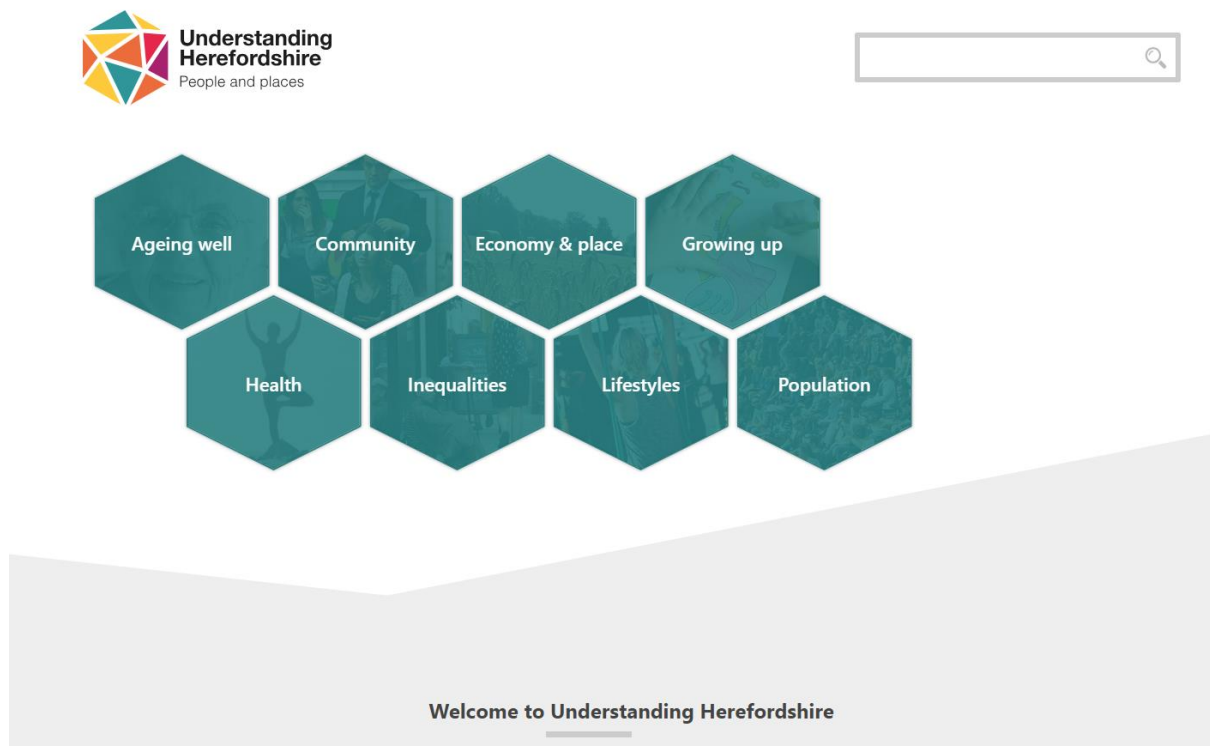 Understanding
Herefordshire
People and places
Ageing well
Community
Economy & place
Growing up
Health
Inequalities
Lifestyles
Population
Welcome to Understanding Herefordshire